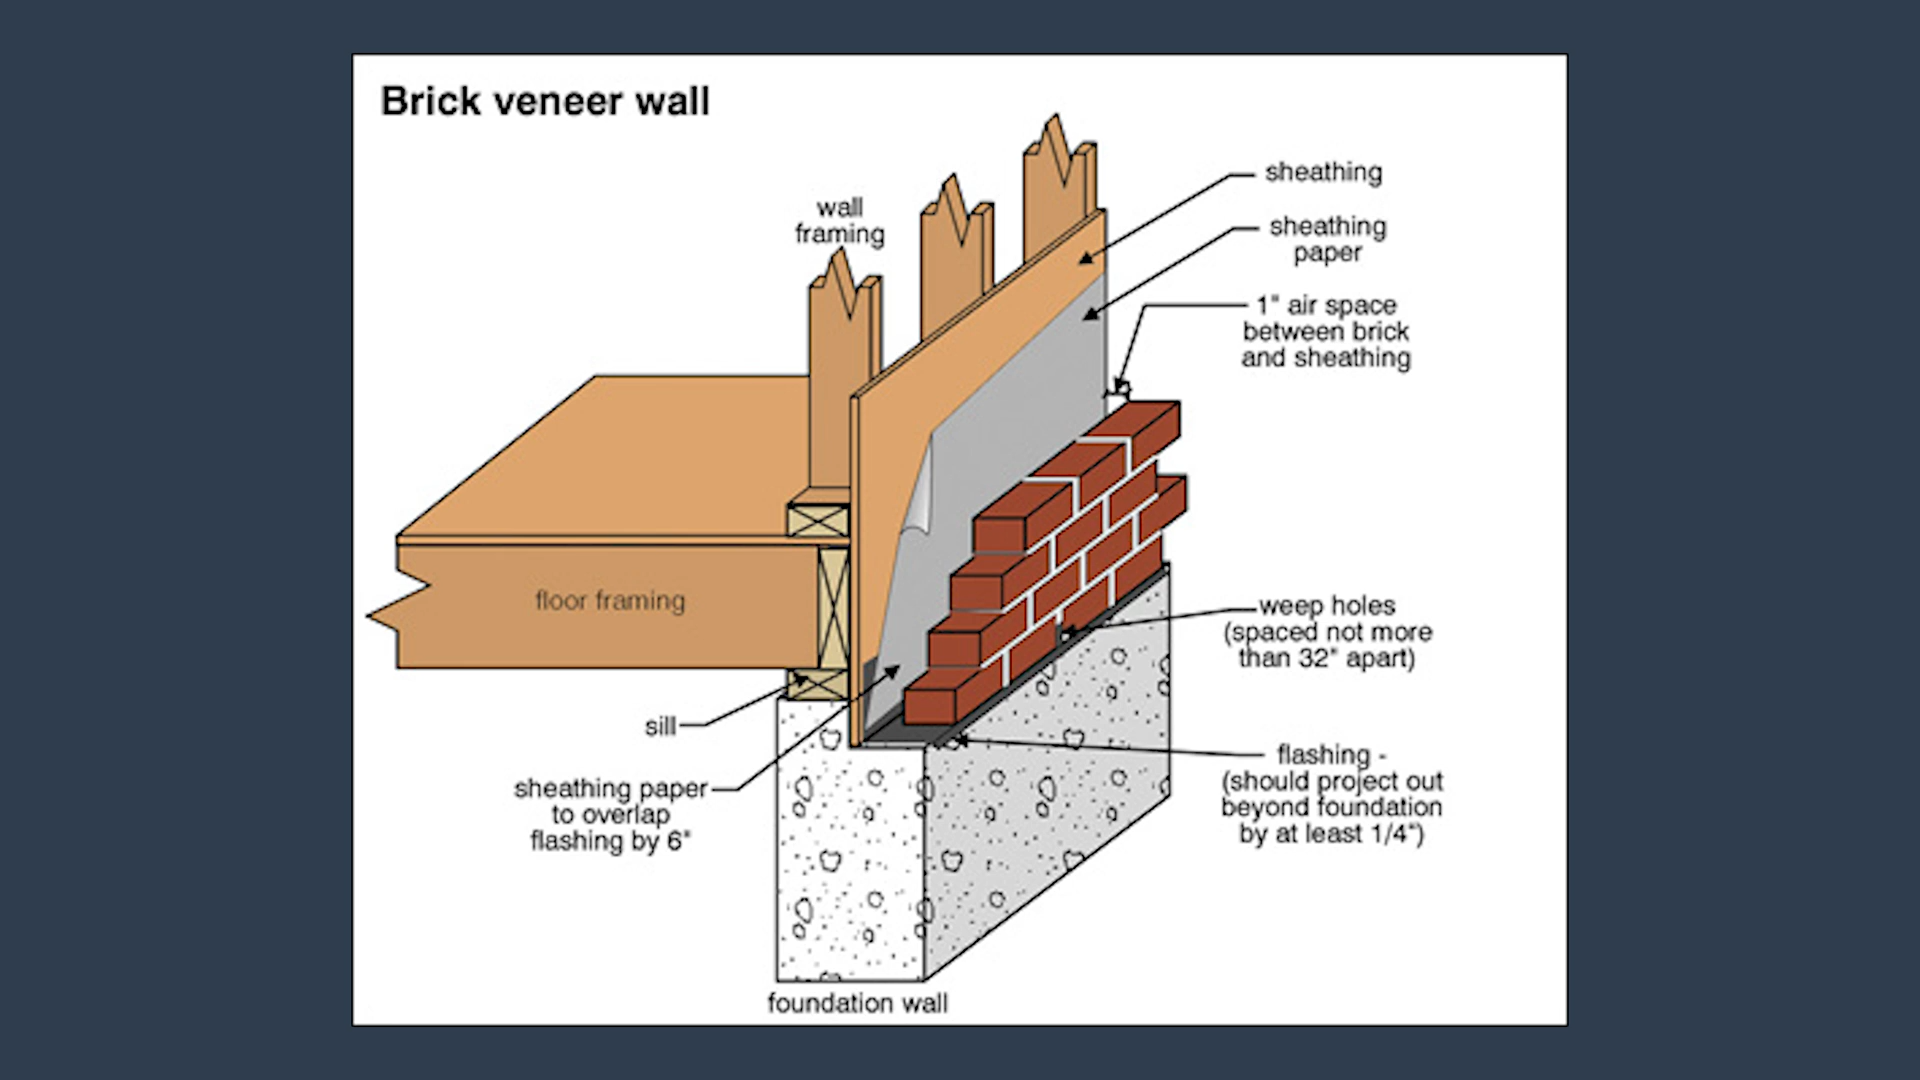 Brick veneer wall
wall
framing
sheathing
sheathing
paper
1" air space
between brick
and sheathing
floor framing
weep holes
(spaced not more
than 32" apart)
sill
flashing -
(should project out
beyond foundation
by at least 1/4")
sheathing paper
to overlap
flashing by 6"
foundation wall